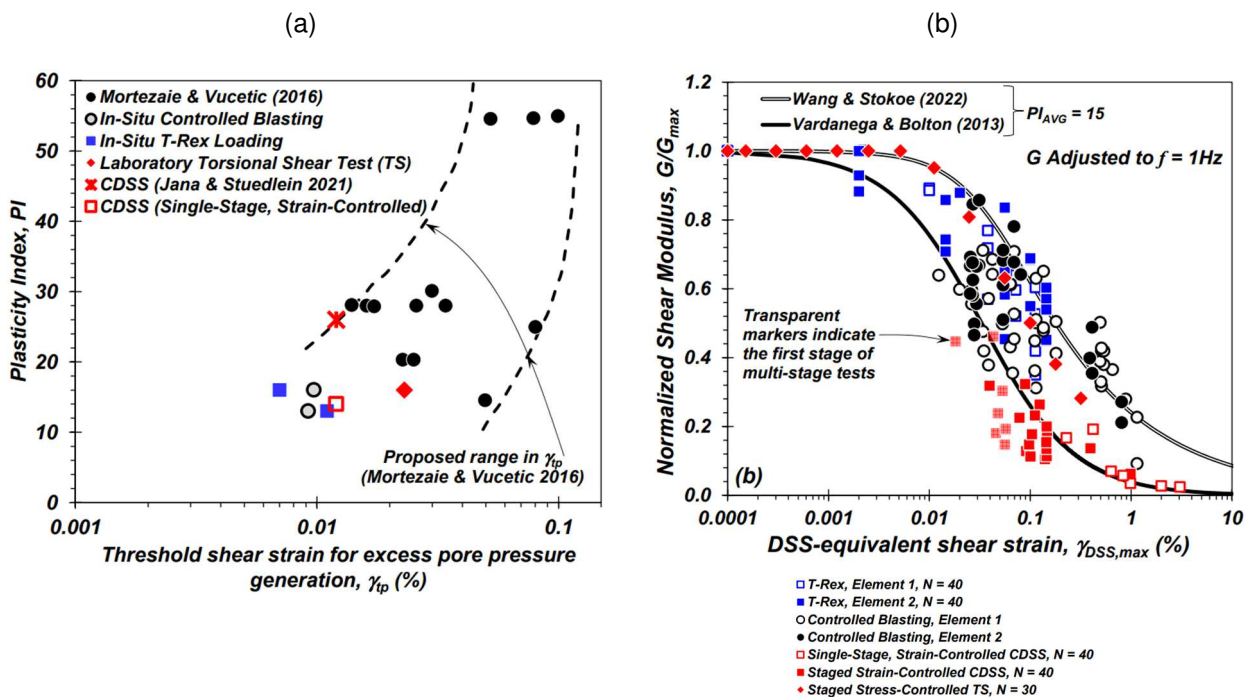 (a)
60
50
40
30
20
10
0
Plasticity Index, PI
Mortezaie & Vucetic (2016)
In-Situ Controlled Blasting
In-Situ T-Rex Loading
Laboratory Torsional Shear Test (TS)
CDSS (Jana & Stuedlein 2021)
CDSS (Single-Stage, Strain-Controlled)
Proposed range in γtp
(Mortezaie & Vucetic 2016)
0.001
0.01
0.1
Threshold shear strain for excess pore pressure
generation, γtp (%)
(b)
1.2
1.0
0.8
0.6
0.4
0.2
0.0
Normalized Shear Modulus, G/Gmax
Wang & Stokoe (2022)
Vardanega & Bolton (2013)
PIAVG = 15
G Adjusted to f = 1Hz
Transparent
markers indicate
the first stage of
multi-stage tests
(b)
0.0001
0.001
0.01
0.1
1
10
DSS-equivalent shear strain, γDSS,max (%)
T-Rex, Element 1, N = 40
T-Rex, Element 2, N = 40
Controlled Blasting, Element 1
Controlled Blasting, Element 2
Single-Stage, Strain-Controlled CDSS, N = 40
Staged Strain-Controlled CDSS, N = 40
Staged Stress-Controlled TS, N = 30